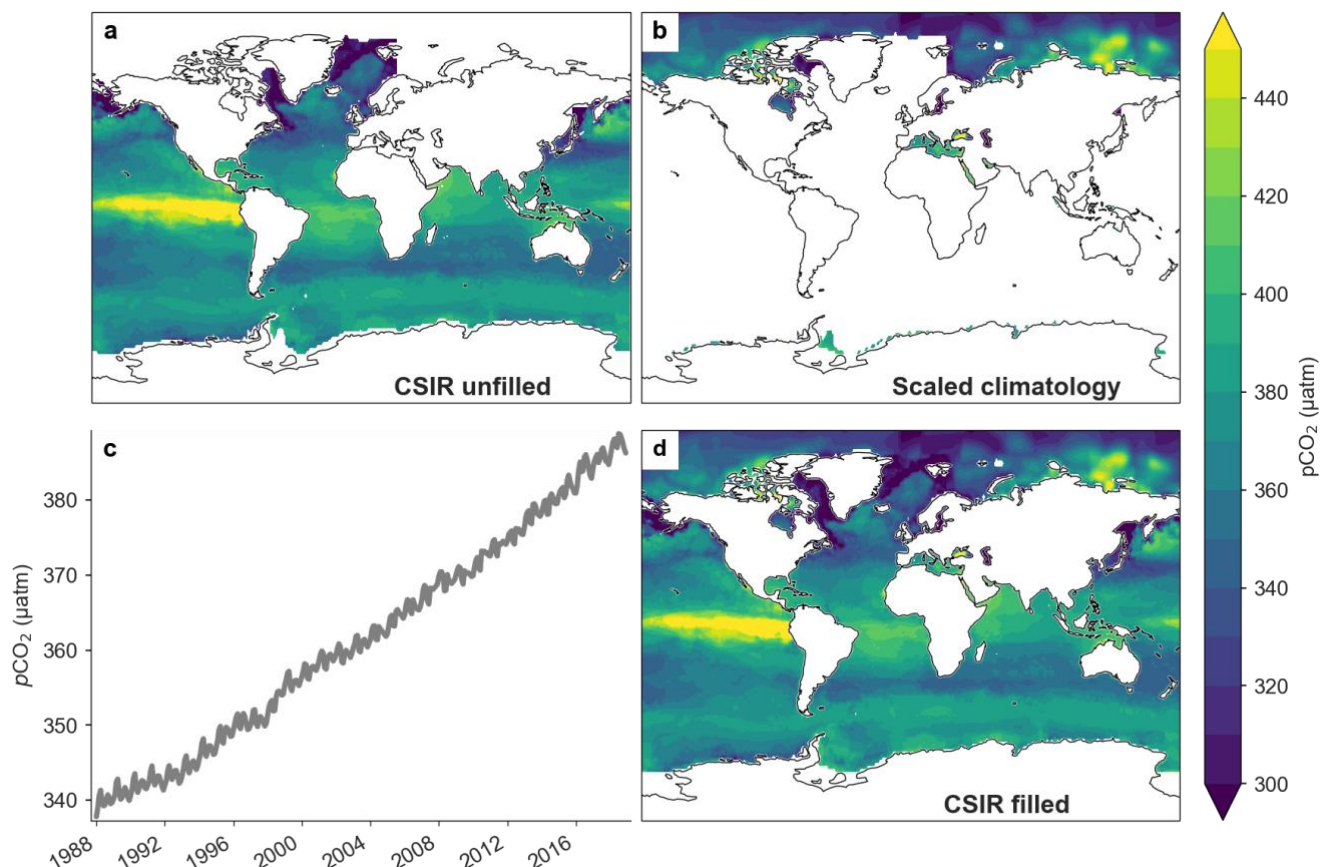 a
CSIR unfilled
b
Scaled climatology
440
420
400
380
360
340
320
300
pCO₂ (µatm)
c
380
370
360
350
340
pCO₂ (µatm)
1988
1992
1996
2000
2004
2008
2012
2016
d
CSIR filled